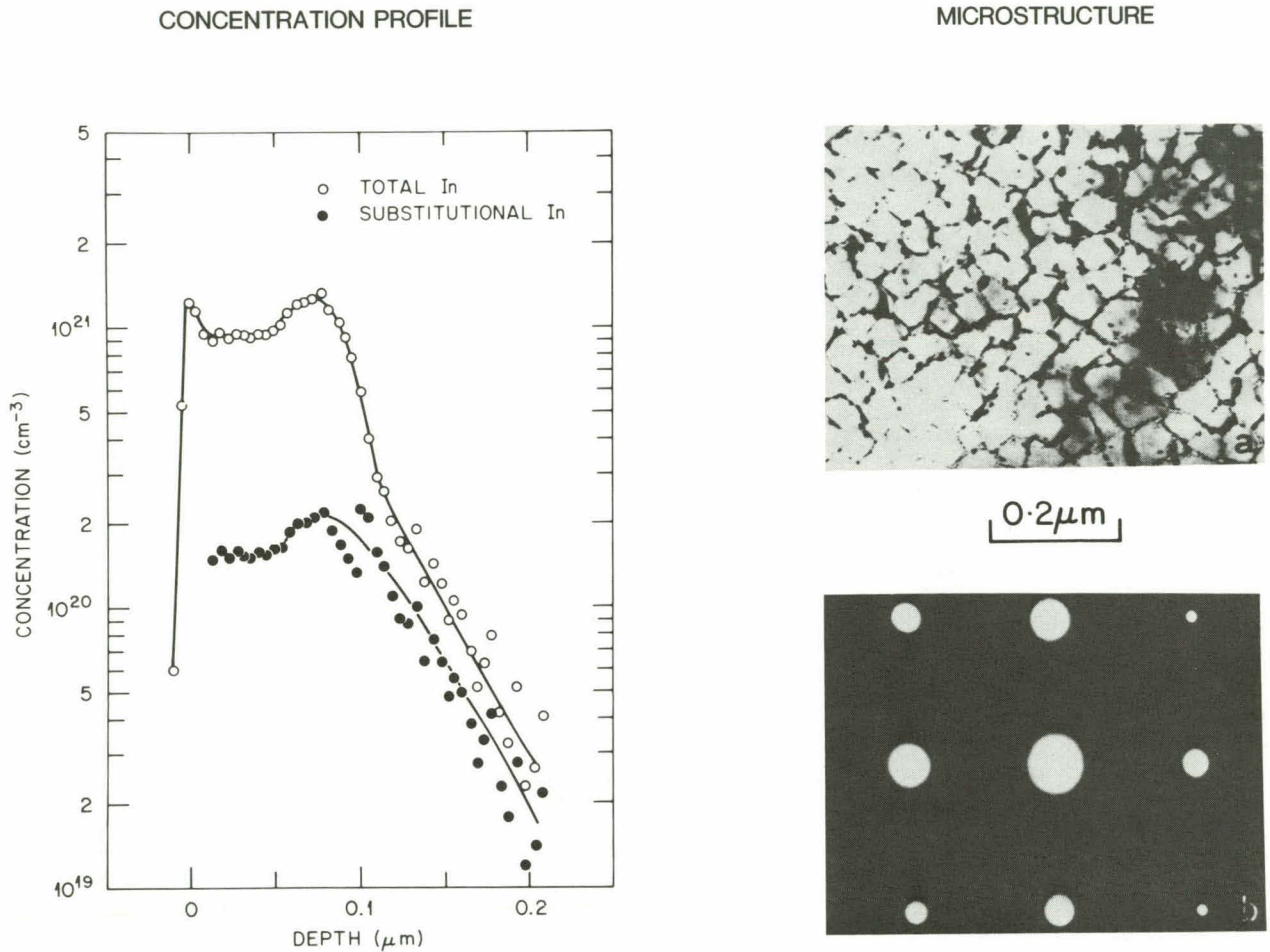 CONCENTRATION PROFILE
MICROSTRUCTURE
CONCENTRATION (cm⁻³)
5
2
10²¹
5
2
10²⁰
5
2
10¹⁹
○ TOTAL In
● SUBSTITUTIONAL In
0 0.1 0.2
DEPTH (μm)
a
0·2μm
b